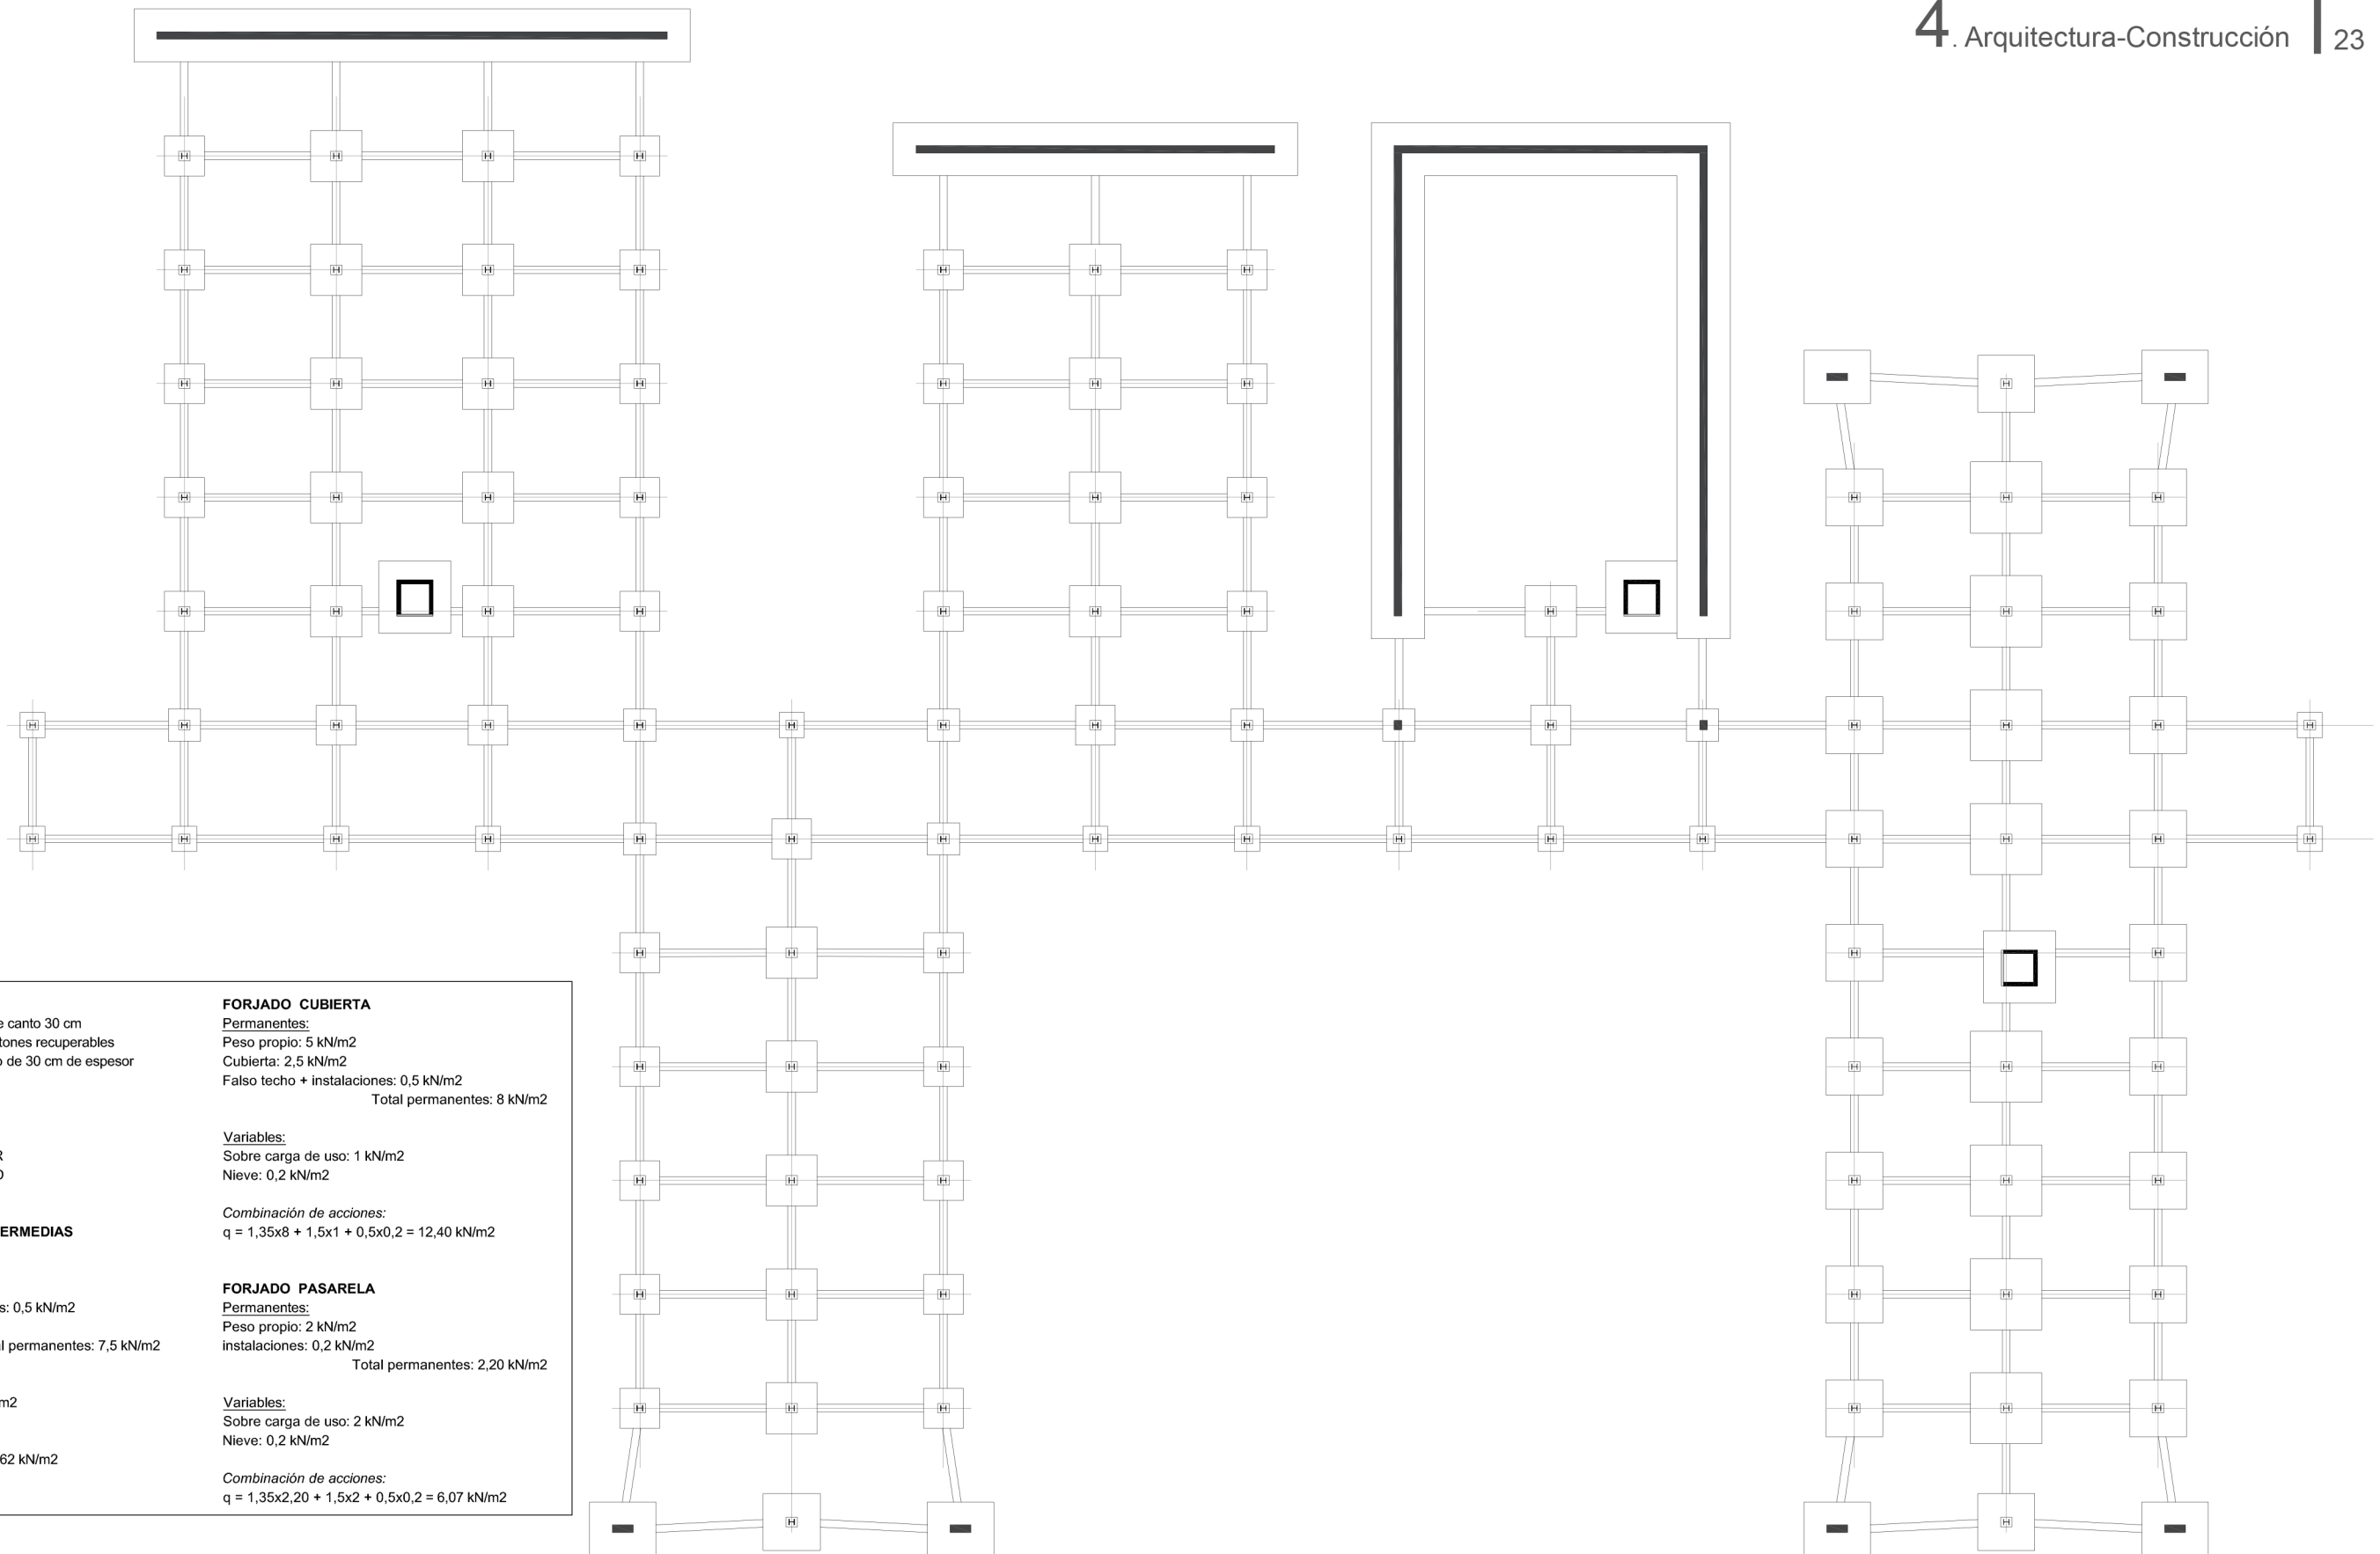 4. Arquitectura-Construcción 23
canto 30 cm
recuperables
de 30 cm de espesor
: 0,5 kN/m2
permanentes: 7,5 kN/m2
kN/m2
FORJADO CUBIERTA
Permanentes:
Peso propio: 5 kN/m2
Cubierta: 2,5 kN/m2
Falso techo + instalaciones: 0,5 kN/m2
Total permanentes: 8 kN/m2
Variables:
Sobre carga de uso: 1 kN/m2
Nieve: 0,2 kN/m2
Combinación de acciones:
q = 1,35x8 + 1,5x1 + 0,5x0,2 = 12,40 kN/m2
FORJADO PASARELA
Permanentes:
Peso propio: 2 kN/m2
instalaciones: 0,2 kN/m2
Total permanentes: 2,20 kN/m2
Variables:
Sobre carga de uso: 2 kN/m2
Nieve: 0,2 kN/m2
Combinación de acciones:
q = 1,35x2,20 + 1,5x2 + 0,5x0,2 = 6,07 kN/m2